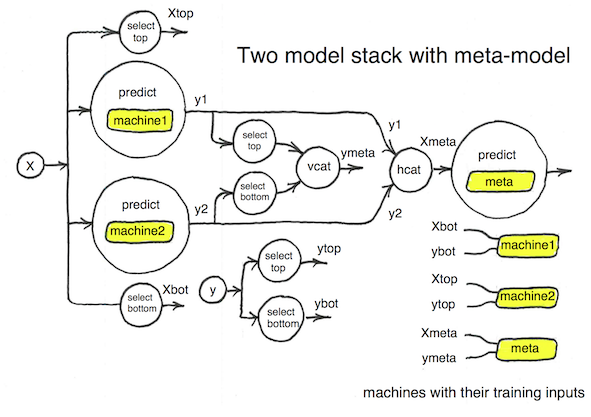 Xtop
select
top
Two model stack with meta-model
predict
machine1
y1
y1
select
top
Xmeta
X
vcat
ymeta
hcat
predict
meta
predict
machine2
select
bottom
y2
y2
Xbot
ybot
machine1
select
bottom
Xbot
y
select
top
ytop
select
bottom
ybot
Xtop
ytop
machine2
Xmeta
ymeta
meta
machines with their training inputs